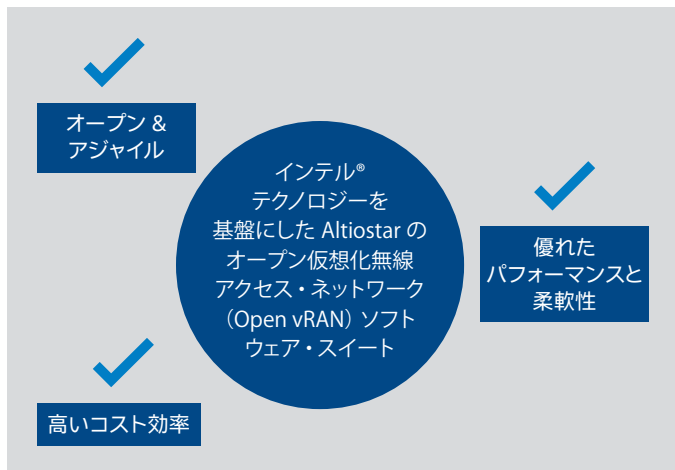 オープン &
アジャイル
インテル®
テクノロジーを
基盤にした Altiostar の
オープン仮想化無線
アクセス・ネットワーク
（Open vRAN）ソフト
ウェア・スイート
優れた
パフォーマンスと
柔軟性
高いコスト効率